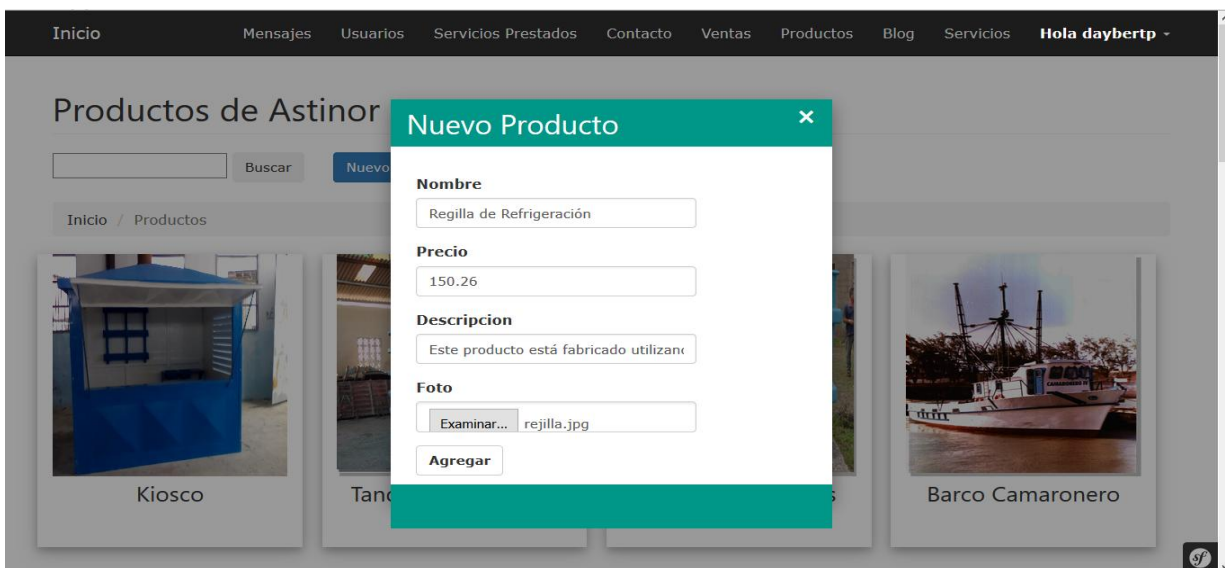 Inicio Mensajes Usuarios Servicios Prestados Contacto Ventas Productos Blog Servicios Hola daybertp
Productos de Astinor
Buscar Nuevo
Inicio / Productos
Nuevo Producto ×
Nombre
Regilla de Refrigeración
Precio
150.26
Descripcion
Este producto está fabricado
Foto
Examinar... rejilla.jpg
Agregar
Kiosco
Barco Camaronero
sf